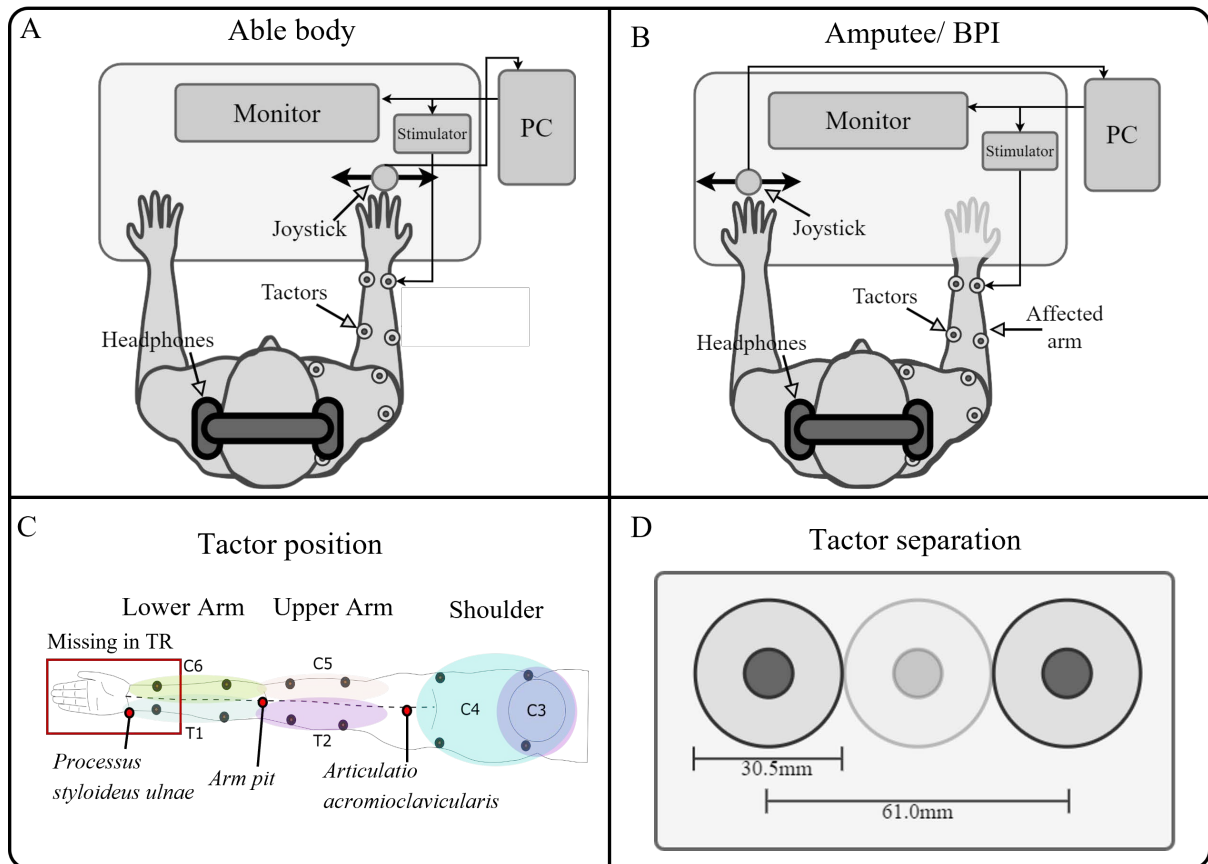 A
Able body
Monitor
Stimulator
PC
Joystick
Tactors
Headphones
B
Amputee/ BPI
Monitor
Stimulator
PC
Joystick
Tactors
Affected
arm
Headphones
C
Tactor position
Lower Arm
Upper Arm
Shoulder
Missing in TR
C6
C5
C4
C3
T1
T2
Processus
styloideus ulnae
Arm pit
Articulatio
acromioclavicularis
D
Tactor separation
30.5mm
61.0mm